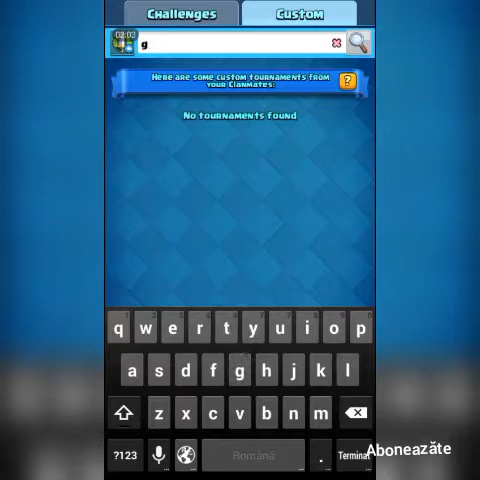 Challenges
Custom
02:03
g
Here are some custom tournaments from
your Clanmates:
?
No tournaments found
q w e r t y u i o p
a s d f g h j k l
z x c v b n m
?123
Română
.
Terminat
Abonează​te